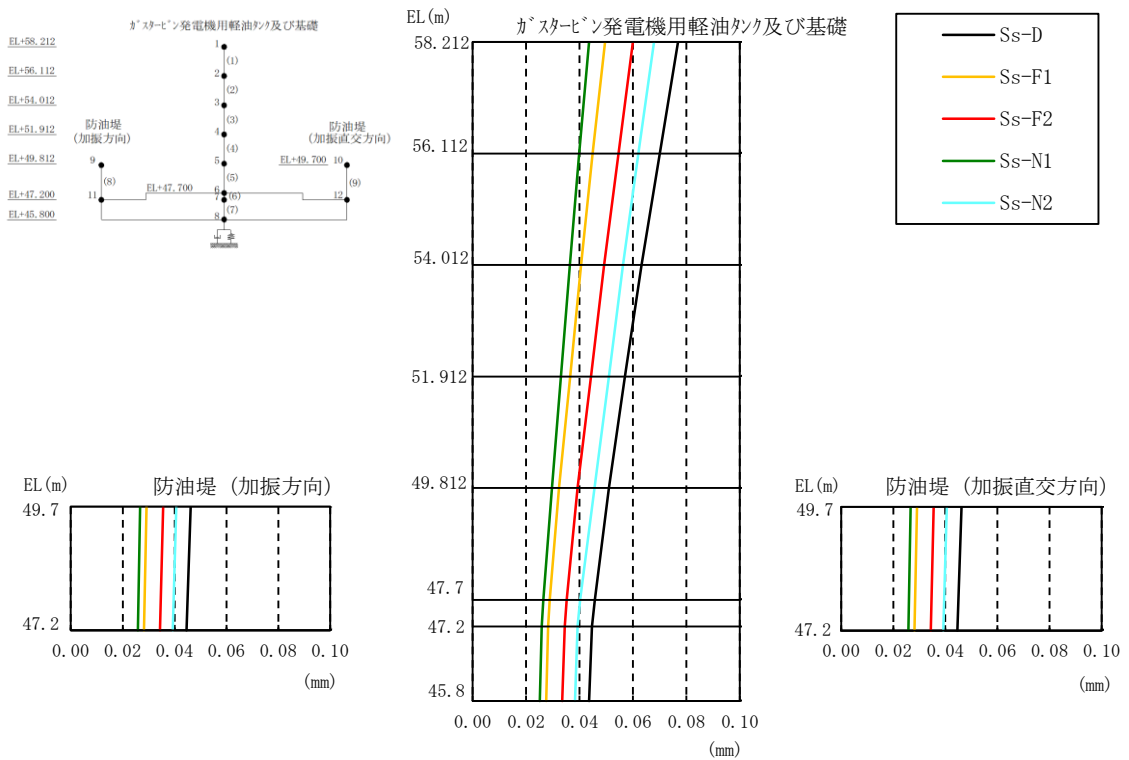 ｶﾞｽﾀｰﾋﾞﾝ発電機用軽油ﾀﾝｸ及び基礎
EL+58.212
EL+56.112
EL+54.012
EL+51.912
EL+49.812
EL+47.200
EL+45.800
1
(1)
2
(2)
3
(3)
4
(4)
5
(5)
6
(6)
7
(7)
8
防油堤
(加振方向)
9
(8)
11
EL+47.700
防油堤
(加振直交方向)
EL+49.700
10
(9)
12
EL(m)
ｶﾞｽﾀｰﾋﾞﾝ発電機用軽油ﾀﾝｸ及び基礎
58.212
56.112
54.012
51.912
49.812
47.7
47.2
45.8
0.00 0.02 0.04 0.06 0.08 0.10
(mm)
Ss-D
Ss-F1
Ss-F2
Ss-N1
Ss-N2
EL(m)
防油堤 (加振方向)
49.7
47.2
0.00 0.02 0.04 0.06 0.08 0.10
(mm)
EL(m)
防油堤 (加振直交方向)
49.7
47.2
0.00 0.02 0.04 0.06 0.08 0.10
(mm)